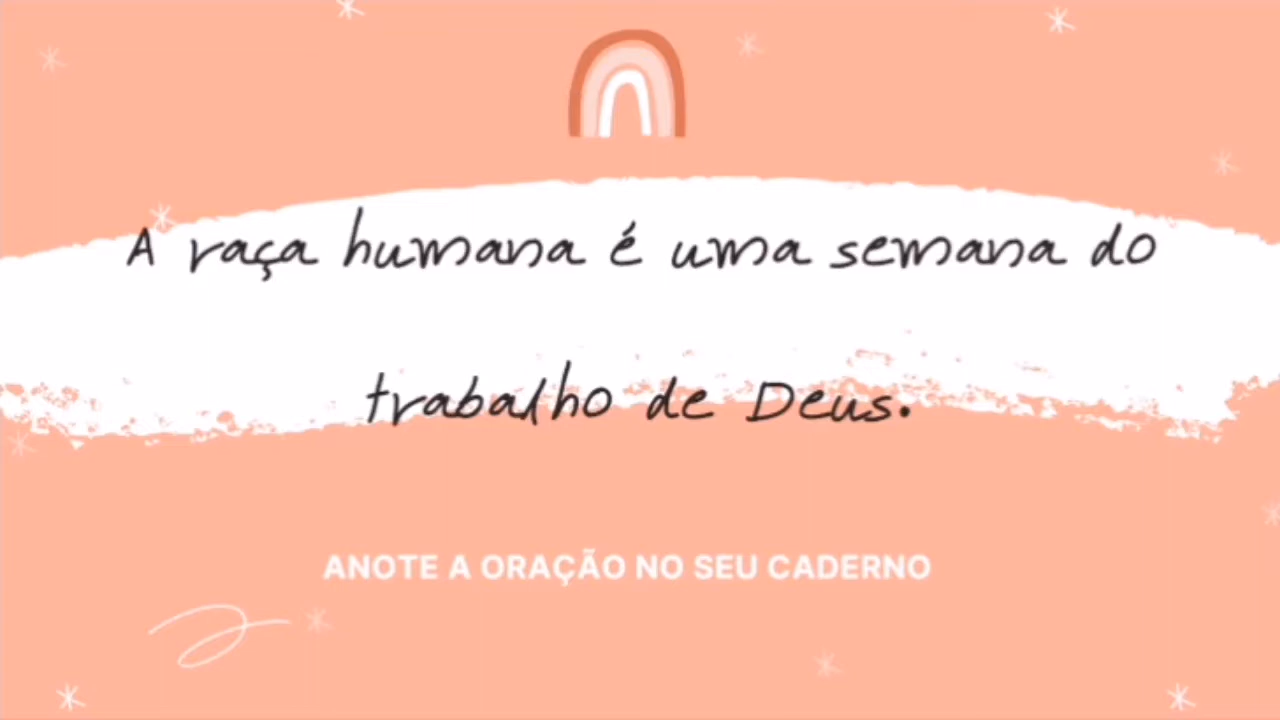 A raça humana é uma semana do
trabalho de Deus.
ANOTE A ORAÇÃO NO SEU CADERNO